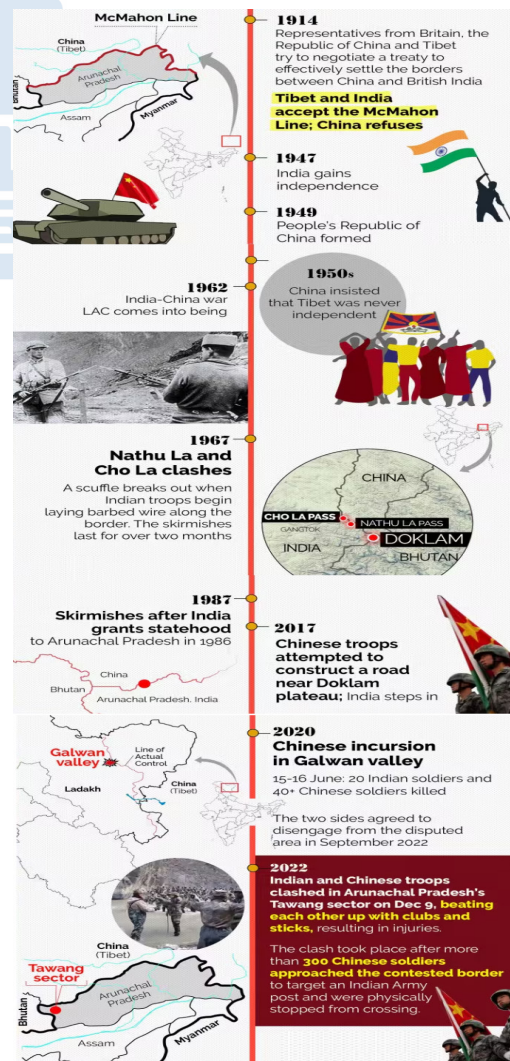 McMahon Line
China
(Tibet)
Arunachal
Pradesh
Bhutan
Assam
Myanmar
1914
Representatives from Britain, the
Republic of China and Tibet
try to negotiate a treaty to
effectively settle the borders
between China and British India
Tibet and India
accept the McMahon
Line; China refuses
1947
India gains
independence
1949
People's Republic of
China formed
1950s
China insisted
that Tibet was never
independent
1962
India-China war
LAC comes into being
1967
Nathu La and
Cho La clashes
A scuffle breaks out when
Indian troops begin
laying barbed wire along the
border. The skirmishes
last for over two months
CHINA
CHO LA PASS
NATHU LA PASS
GANGTOK
DOKLAM
INDIA
BHUTAN
1987
Skirmishes after India
grants statehood
to Arunachal Pradesh in 1986
China
Bhutan
Arunachal Pradesh, India
2017
Chinese troops
attempted to
construct a road
near Doklam
plateau; India steps in
2020
Chinese incursion
in Galwan valley
15-16 June: 20 Indian soldiers and
40+ Chinese soldiers killed
The two sides agreed to
disengage from the disputed
area in September 2022
Galwan
valley
Line of
Actual
Control
Ladakh
China
(Tibet)
2022
Indian and Chinese troops
clashed in Arunachal Pradesh's
Tawang sector on Dec 9, beating
each other up with clubs and
sticks, resulting in injuries.
The clash took place after more
than 300 Chinese soldiers
approached the contested border
to target an Indian Army
post and were physically
stopped from crossing.
China
(Tibet)
Tawang
sector
Arunachal
Pradesh
Bhutan
Assam
Myanmar